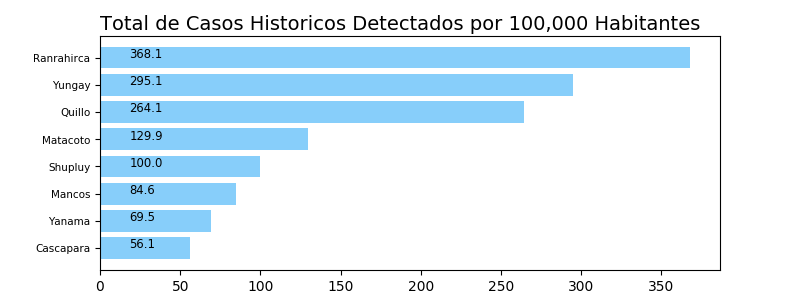 Total de Casos Historicos Detectados por 100,000 Habitantes
Ranrahirca 368.1
Yungay 295.1
Quillo 264.1
Matacoto 129.9
Shupluy 100.0
Mancos 84.6
Yanama 69.5
Cascapara 56.1
0 50 100 150 200 250 300 350